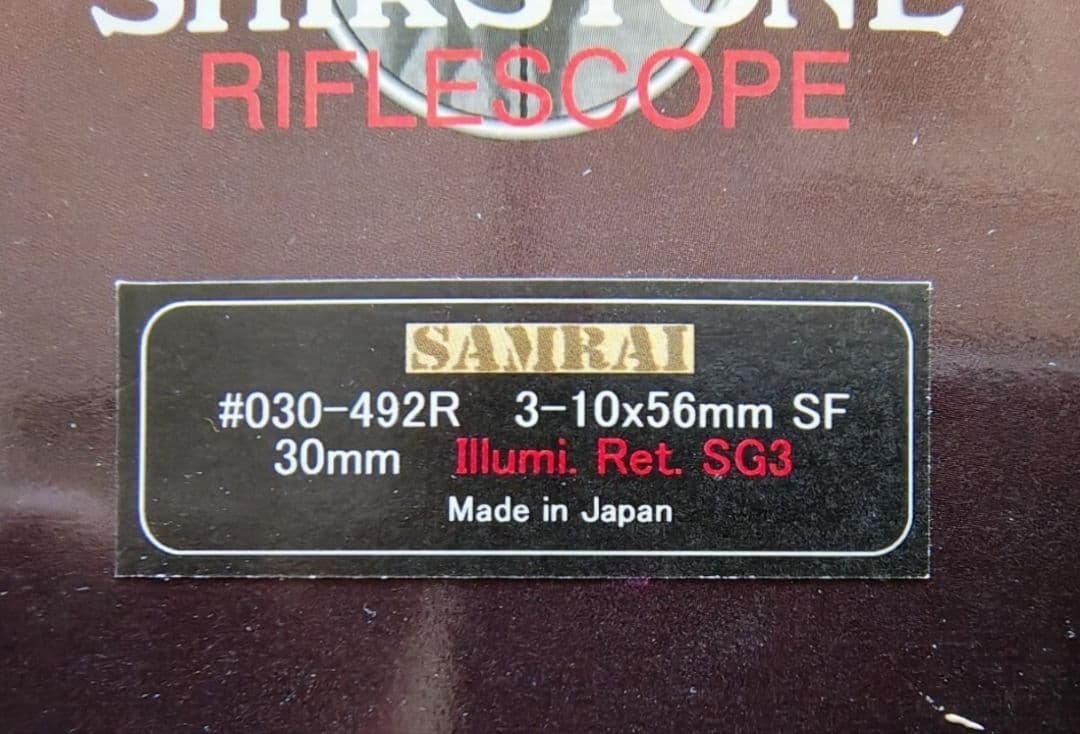 RIFLESCOPE
SAMRAI
#030-492R 3-10x56mm SF
30mm Illumi. Ret. SG3
Made in Japan